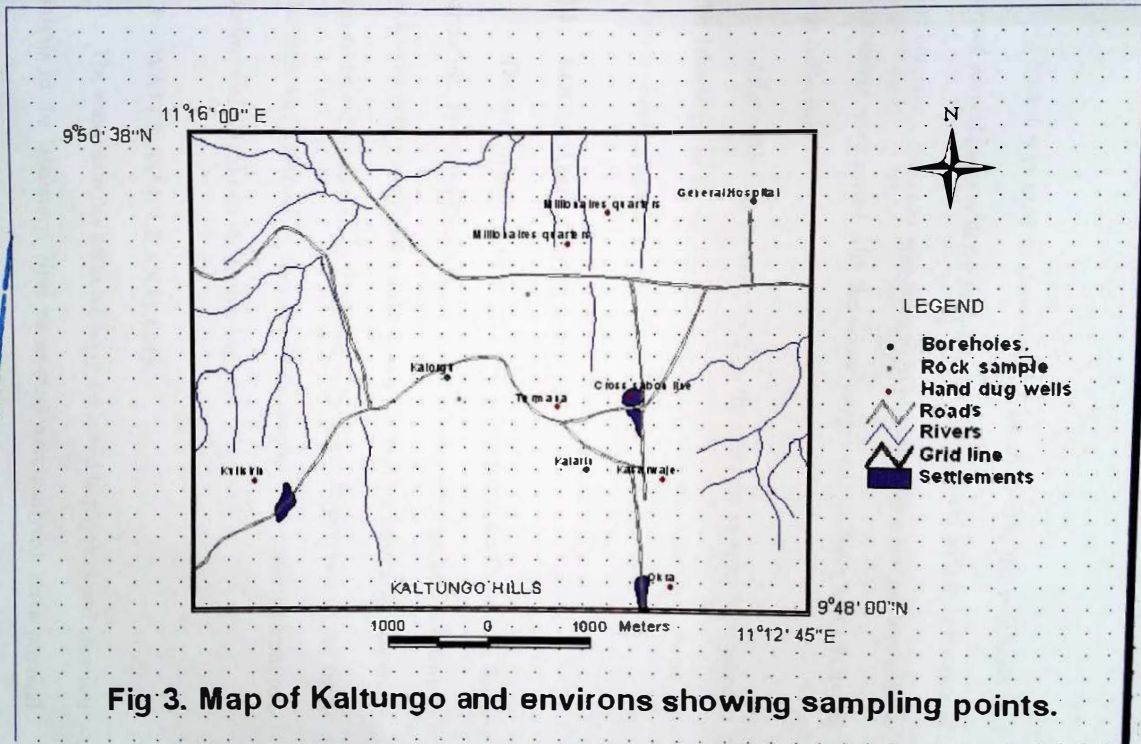 11°16'00"E
9°50'38"N
N
General Hospital
Millionaires quarters
Millionaires quarters
LEGEND
Boreholes.
Rock sample
Hand dug wells
Roads
Rivers
Grid line
Settlements
Cross
line
Okra
KALTUNGO HILLS
9°48'00"N
1000 0 1000 Meters
11°12'45"E
Fig 3. Map of Kaltungo and environs showing sampling points.